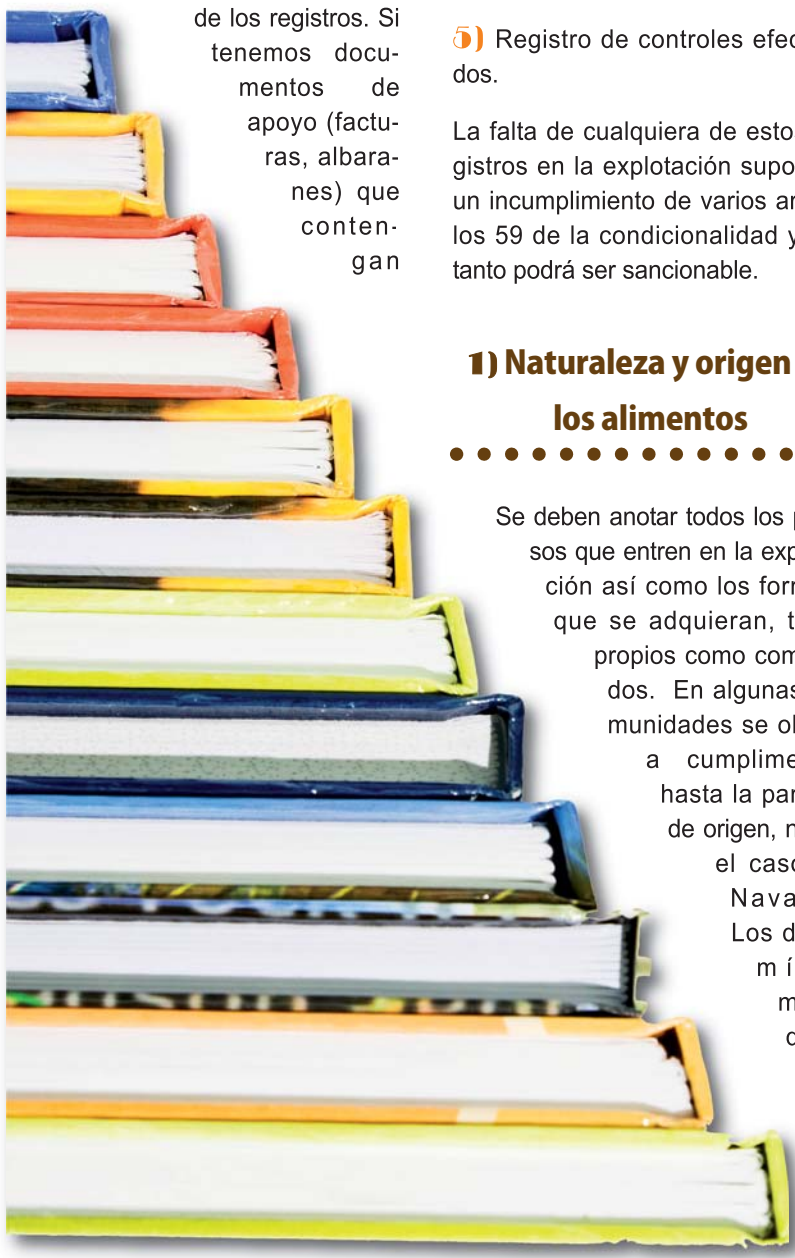 de los registros. Si
tenemos docu-
mentos de
apoyo (factu-
ras, albara-
nes) que
conten-
gan
5) Registro de controles efec
dos.
La falta de cualquiera de esto
gistros en la explotación supo
un incumplimiento de varios ar
los 59 de la condicionalidad y
tanto podrá ser sancionable.
1) Naturaleza y origen
los alimentos
Se deben anotar todos los p
sos que entren en la exp
ción así como los for
que se adquieran, t
propios como com
dos. En algunas
munidades se ob
a cumplime
hasta la par
de origen, n
el caso
Nava
Los d
mí
m